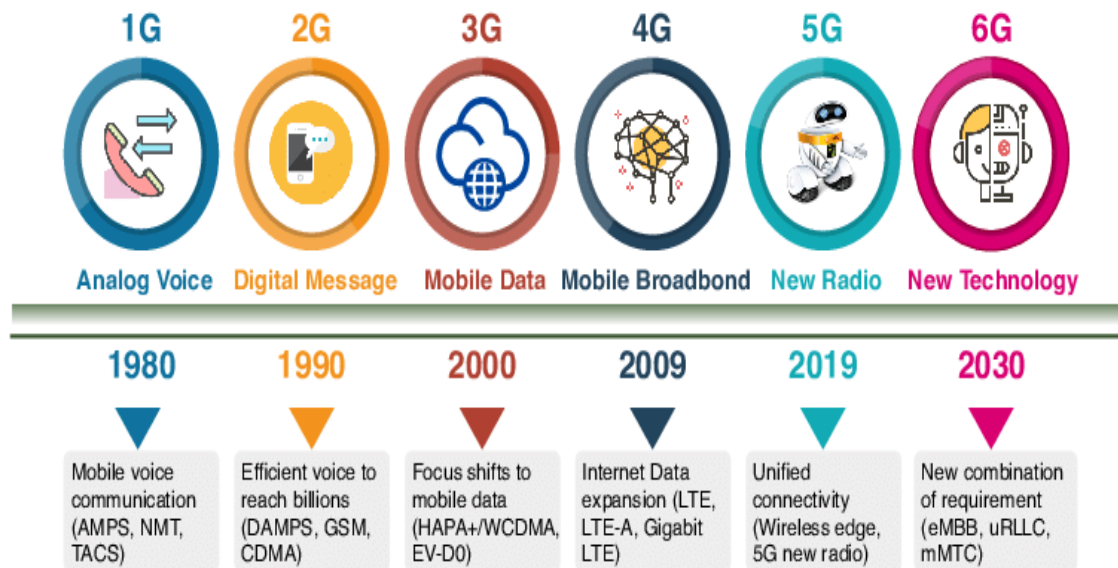 1G
2G
3G
4G
5G
6G
Analog Voice
Digital Message
Mobile Data
Mobile Broadbond
New Radio
New Technology
1980
1990
2000
2009
2019
2030
Mobile voice
communication
(AMPS, NMT,
TACS)
Efficient voice to
reach billions
(DAMPS, GSM,
CDMA)
Focus shifts to
mobile data
(HAPA+/WCDMA,
EV-D0)
Internet Data
expansion (LTE,
LTE-A, Gigabit
LTE)
Unified
connectivity
(Wireless edge,
5G new radio)
New combination
of requirement
(eMBB, uRLLC,
mMTC)